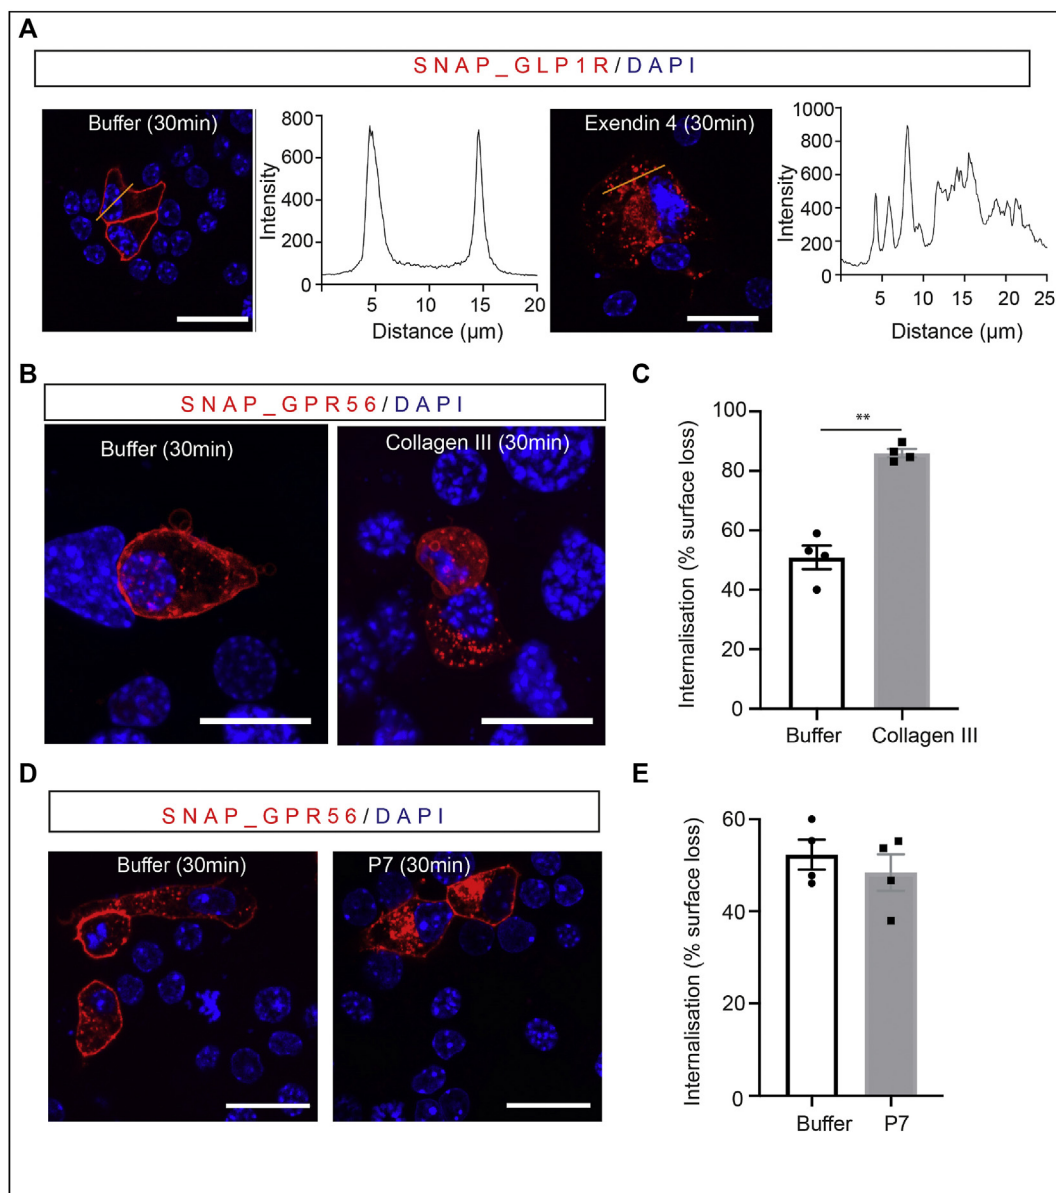 A
SNAP_GLP1R/DAPI
Buffer (30min)
Intensity
800
600
400
200
0
5
10
15
20
Distance (µm)
Exendin 4 (30min)
Intensity
1000
800
600
400
200
0
5
10
15
20
25
Distance (µm)
B
SNAP_GPR56/DAPI
Buffer (30min)
Collagen III (30min)
C
Internalisation (% surface loss)
100
80
60
40
20
0
**
Buffer
Collagen III
D
SNAP_GPR56/DAPI
Buffer (30min)
P7 (30min)
E
Internalisation (% surface loss)
60
40
20
0
Buffer
P7